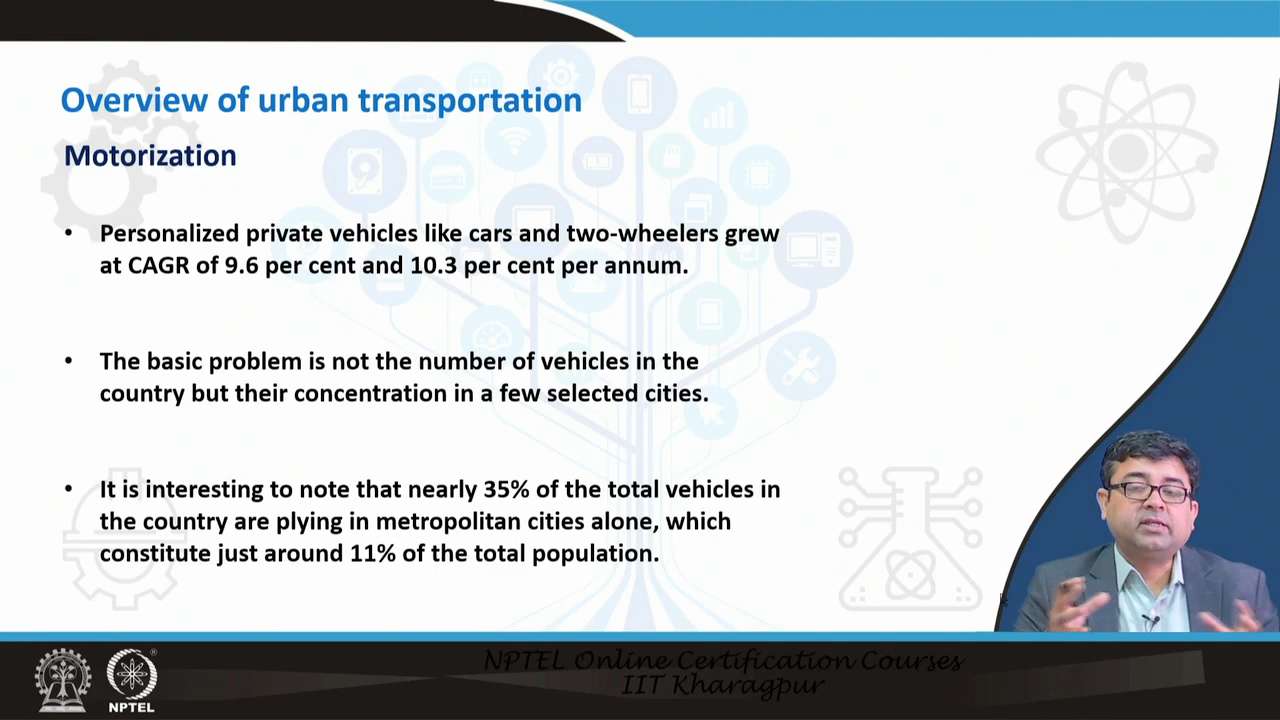 Overview of urban transportation
Motorization
• Personalized private vehicles like cars and two-wheelers grew
at CAGR of 9.6 per cent and 10.3 per cent per annum.
• The basic problem is not the number of vehicles in the
country but their concentration in a few selected cities.
• It is interesting to note that nearly 35% of the total vehicles in
the country are plying in metropolitan cities alone, which
constitute just around 11% of the total population.
NPTEL Online Certification Courses
IIT Kharagpur
NPTEL